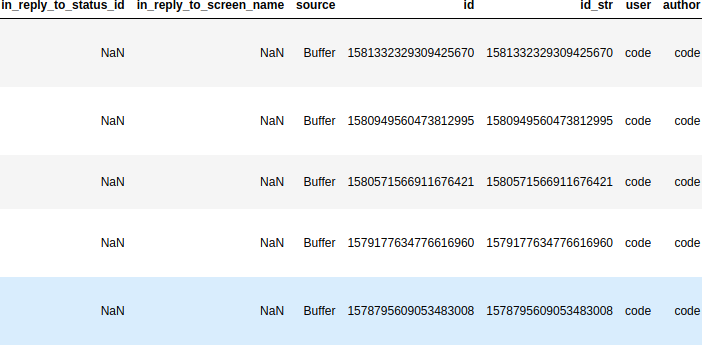 in_reply_to_status_id in_reply_to_screen_name source id id_str user author
NaN NaN Buffer 1581332329309425670 1581332329309425670 code code
NaN NaN Buffer 1580949560473812995 1580949560473812995 code code
NaN NaN Buffer 1580571566911676421 1580571566911676421 code code
NaN NaN Buffer 1579177634776616960 1579177634776616960 code code
NaN NaN Buffer 1578795609053483008 1578795609053483008 code code